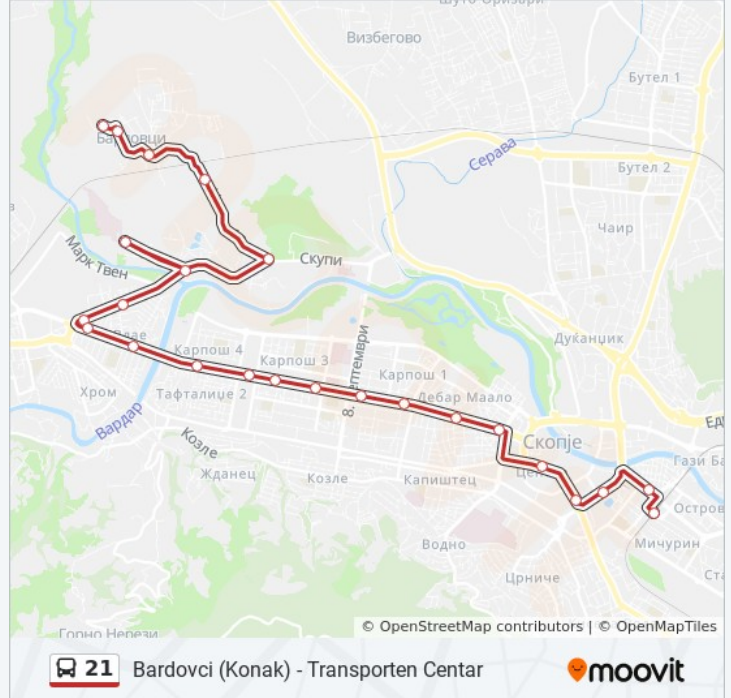 Шуто Оризари
Визбегово
Бутел 1
Бардовци
Серава
Бутел 2
Чаир
Марк Твен
Скупи
Влае
Карпош 4
Карпош 3
8. Септември
Дуќанџик
Карпош 1
Хром
Тафталиџе 2
Дебар Маало
Вардар
Козле
Скопје
Жданец
Козле
Капиштец
Гази Ба
Остров
Водно
Мичурин
Црниче
Горно Нерези
© OpenStreetMap contributors | © OpenMapTiles
21 Bardovci (Konak) - Transporten Centar moovit